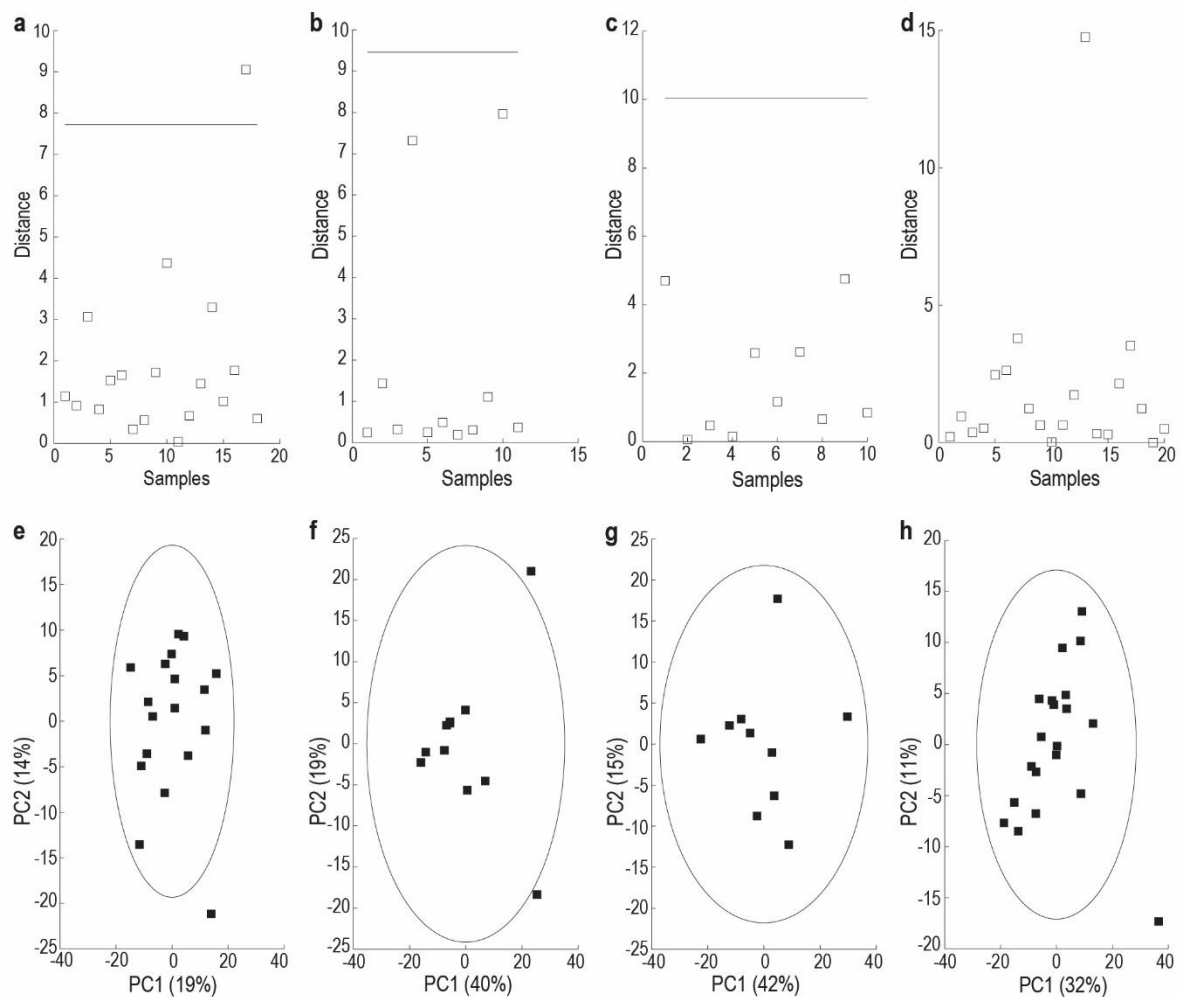 a
10
9
8
7
6
5
4
3
2
1
0
Distance
0 5 10 15 20
Samples
b
10
9
8
7
6
5
4
3
2
1
0
Distance
0 5 10 15
Samples
c
12
10
8
6
4
2
0
Distance
0 2 4 6 8 10
Samples
d
15
10
5
0
Distance
0 5 10 15 20
Samples
e
20
15
10
5
0
-5
-10
-15
-20
-25
PC2 (14%)
-40 -20 0 20 40
PC1 (19%)
f
25
20
15
10
5
0
-5
-10
-15
-20
-25
PC2 (19%)
-40 -20 0 20 40
PC1 (40%)
g
25
20
15
10
5
0
-5
-10
-15
-20
-25
PC2 (15%)
-40 -20 0 20 40
PC1 (42%)
h
20
15
10
5
0
-5
-10
-15
-20
PC2 (11%)
-40 -20 0 20 40
PC1 (32%)